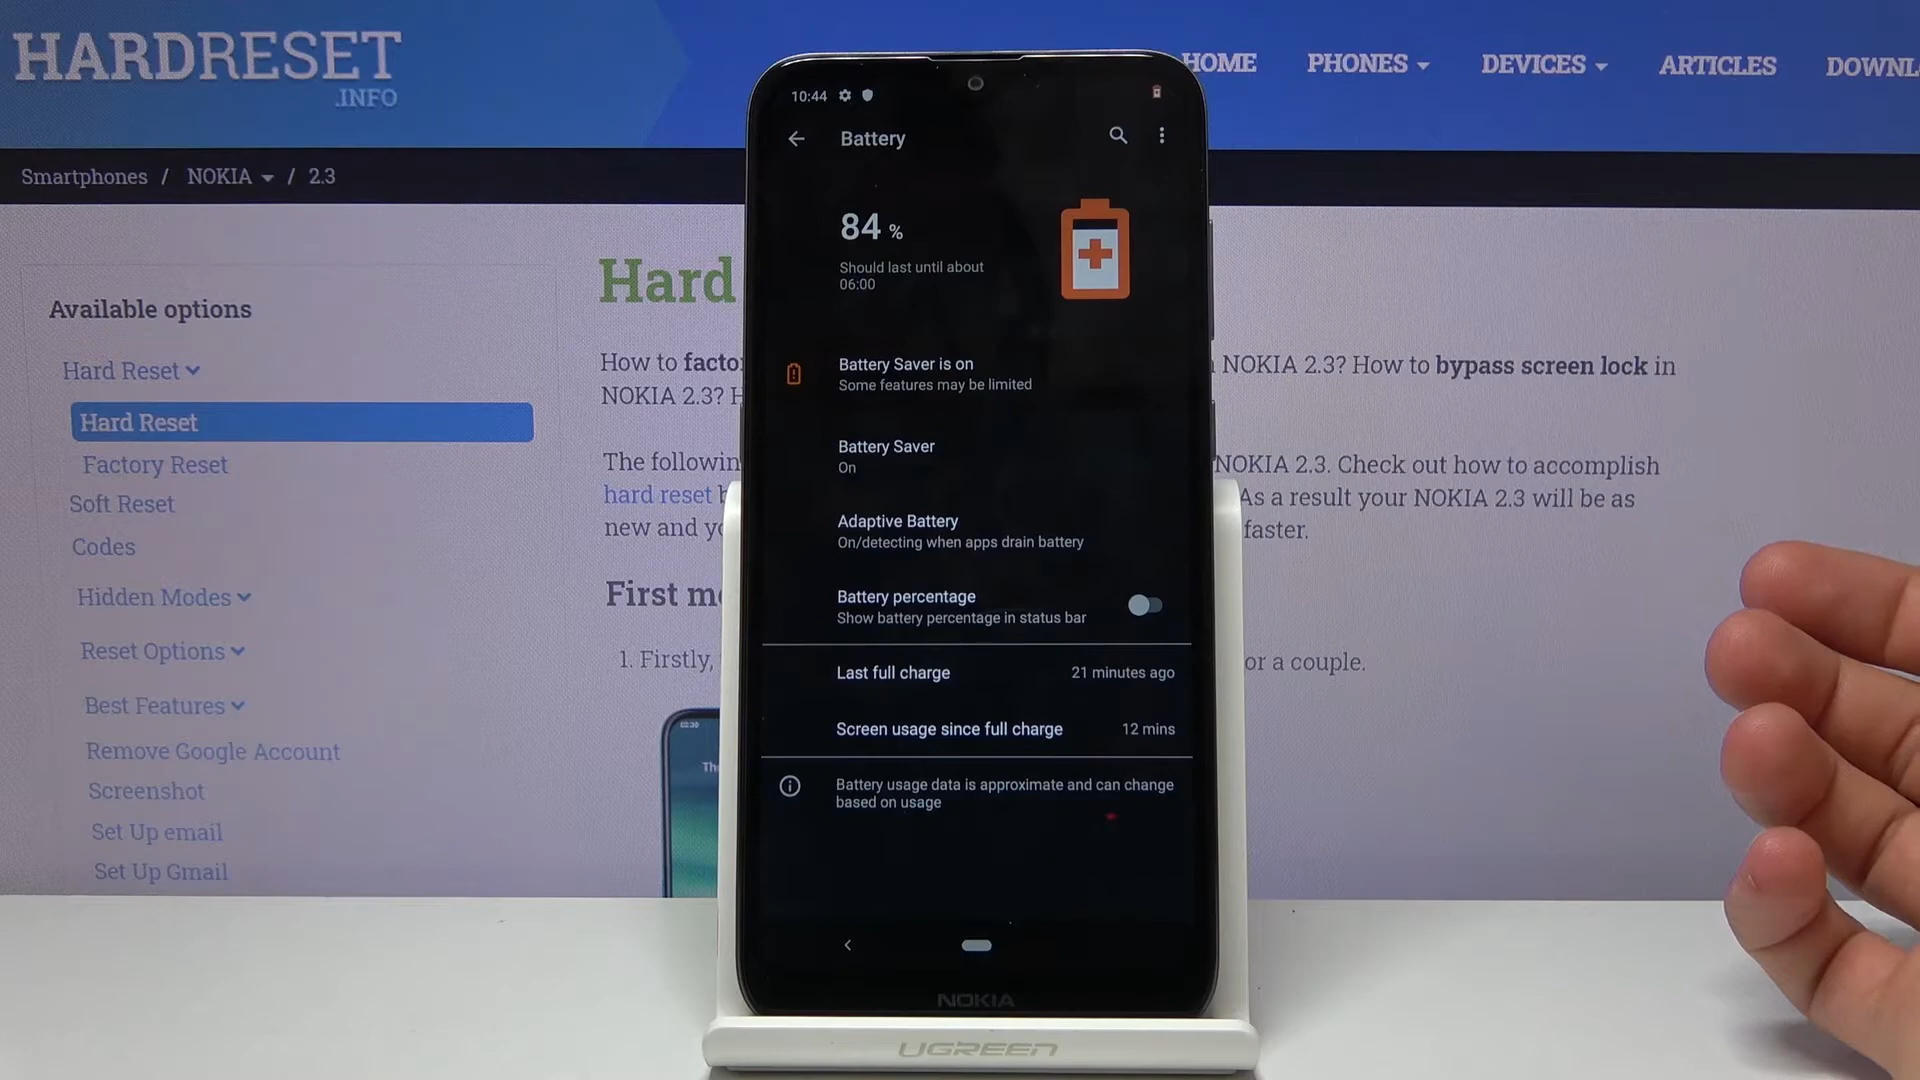 HARDRESET
.INFO
HOME
PHONES
DEVICES
ARTICLES
DOWNL
Smartphones / NOKIA / 2.3
Available options
Hard Reset
Hard Reset
Factory Reset
Soft Reset
Codes
Hidden Modes
Reset Options
Best Features
Remove Google Account
Screenshot
Set Up email
Set Up Gmail
Hard
How to factor
NOKIA 2.3? How to bypass screen lock in
NOKIA 2.3? H
The followin
NOKIA 2.3. Check out how to accomplish
hard reset b
As a result your NOKIA 2.3 will be as
new and yo
faster.
First me
1. Firstly,
or a couple.
10:44
Battery
84 %
Should last until about
06:00
Battery Saver is on
Some features may be limited
Battery Saver
On
Adaptive Battery
On/detecting when apps drain battery
Battery percentage
Show battery percentage in status bar
Last full charge 21 minutes ago
Screen usage since full charge 12 mins
Battery usage data is approximate and can change
based on usage
NOKIA
UGREEN